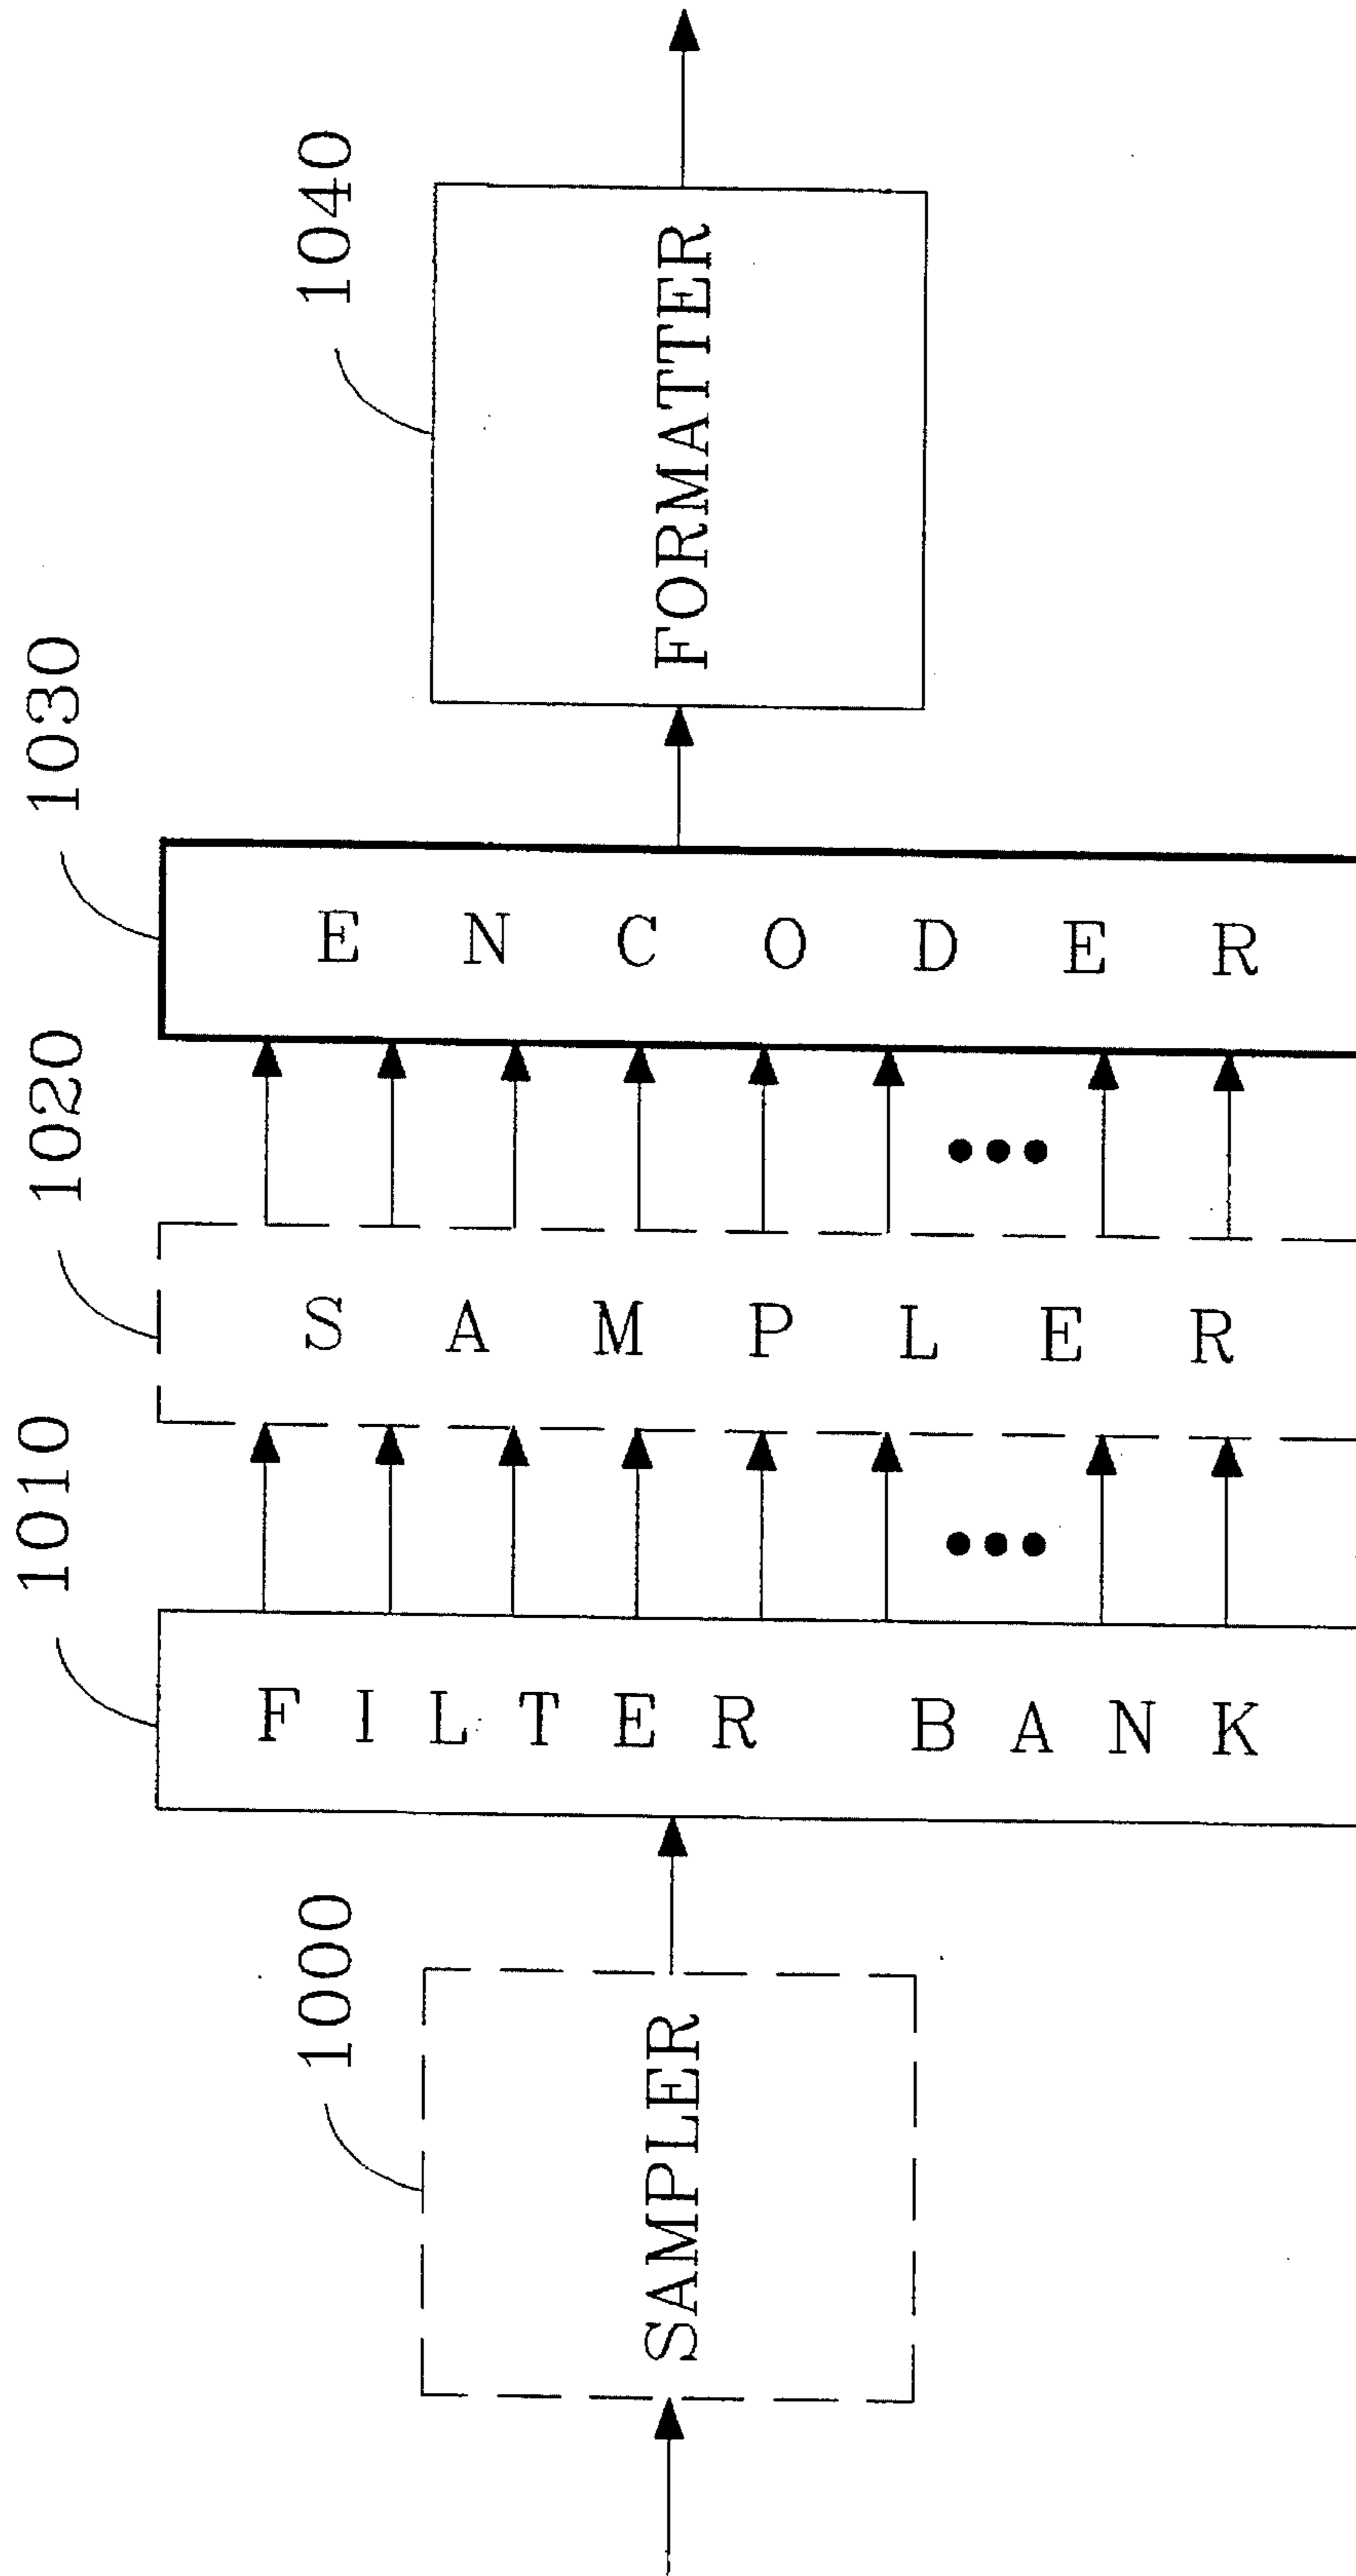 1000
SAMPLER
1010
FILTER BANK
1020
SAMPLER
1030
ENCODER
1040
FORMATTER